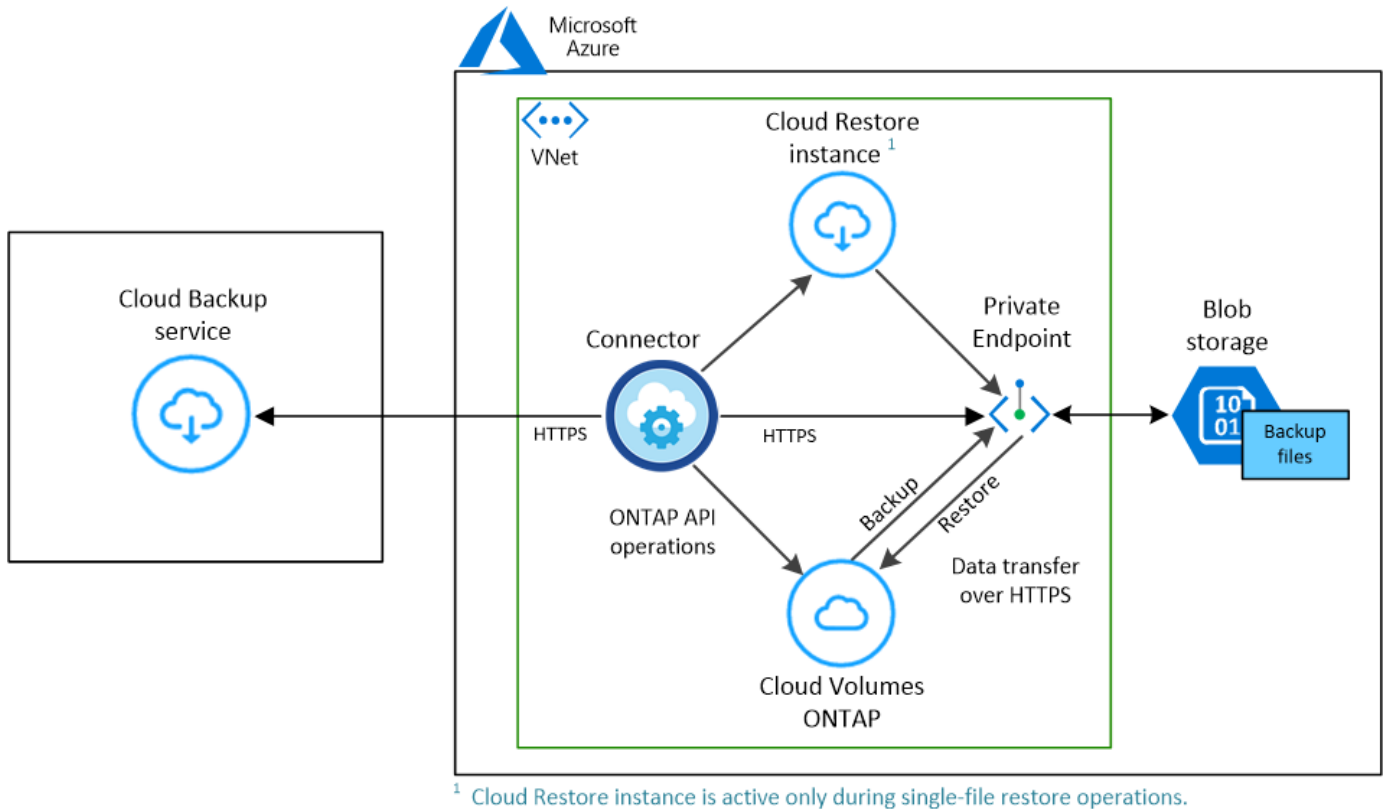 Microsoft
Azure
VNet
Cloud Restore
instance 1
Cloud Backup
service
Connector
Private
Endpoint
Blob
storage
10
01
Backup
files
HTTPS
HTTPS
ONTAP API
operations
Backup
Restore
Data transfer
over HTTPS
Cloud Volumes
ONTAP
1 Cloud Restore instance is active only during single-file restore operations.